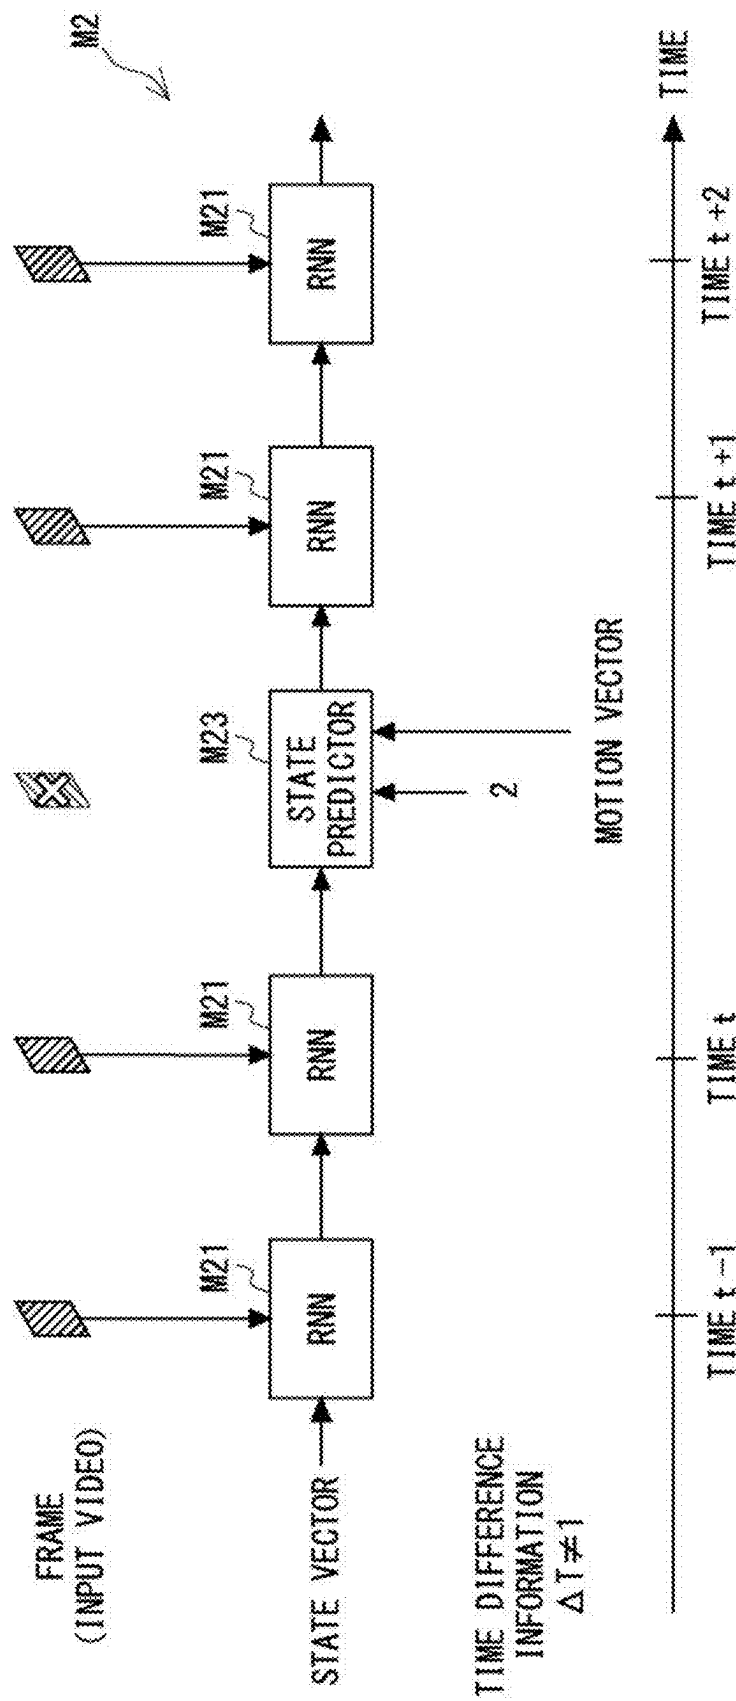 M2
FRAME
(INPUT VIDEO)
M21
M21
M23
M21
M21
STATE VECTOR
RNN
RNN
STATE
PREDICTOR
RNN
RNN
TIME DIFFERENCE
INFORMATION
ΔT≠1
2
MOTION VECTOR
TIME
TIME t-1
TIME t
TIME t+1
TIME t+2